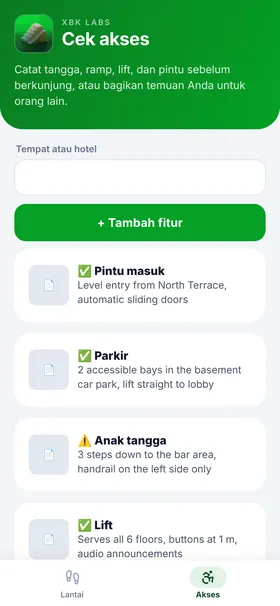 XBK LABS
Cek akses
Catat tangga, ramp, lift, dan pintu sebelum
berkunjung, atau bagikan temuan Anda untuk
orang lain.
Tempat atau hotel
+ Tambah fitur
✅ Pintu masuk
Level entry from North Terrace,
automatic sliding doors
✅ Parkir
2 accessible bays in the basement
car park, lift straight to lobby
⚠️ Anak tangga
3 steps down to the bar area,
handrail on the left side only
✅ Lift
Serves all 6 floors, buttons at 1 m,
audio announcements
Lantai
Akses